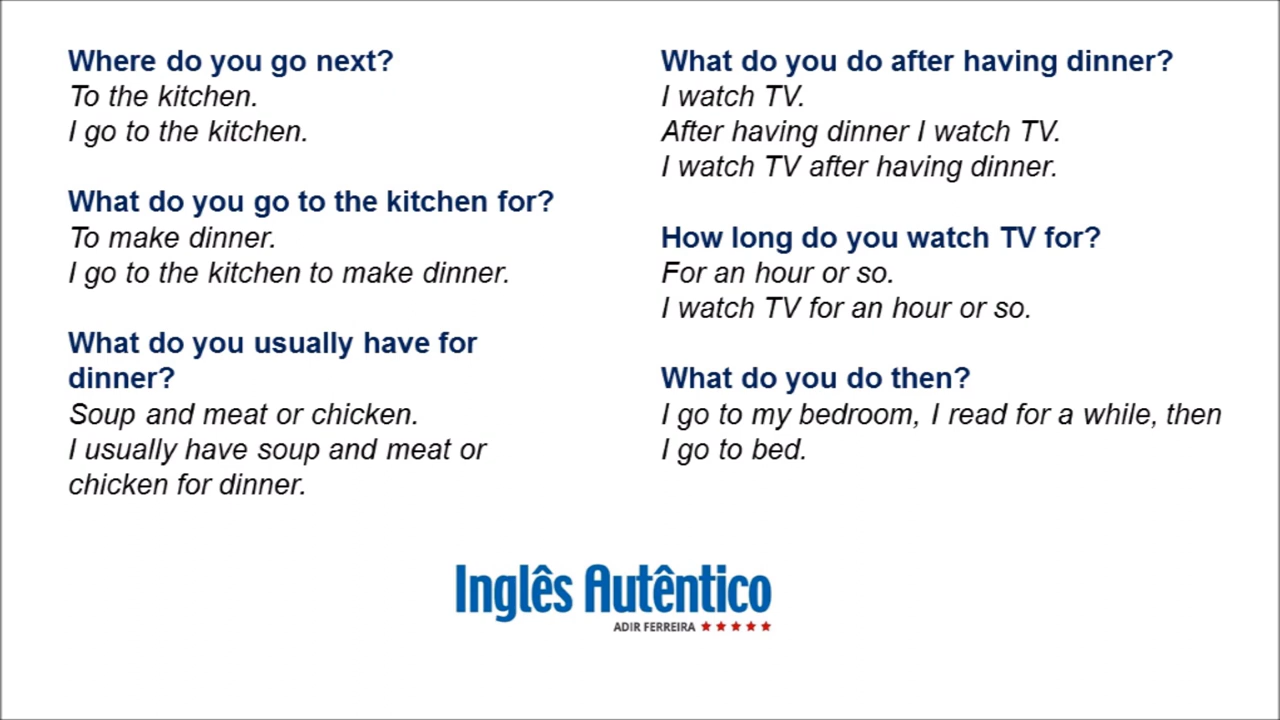 Where do you go next?
To the kitchen.
I go to the kitchen.
What do you go to the kitchen for?
To make dinner.
I go to the kitchen to make dinner.
What do you usually have for
dinner?
Soup and meat or chicken.
I usually have soup and meat or
chicken for dinner.
What do you do after having dinner?
I watch TV.
After having dinner I watch TV.
I watch TV after having dinner.
How long do you watch TV for?
For an hour or so.
I watch TV for an hour or so.
What do you do then?
I go to my bedroom, I read for a while, then
I go to bed.
Inglês Autêntico
ADIR FERREIRA ★★★★★